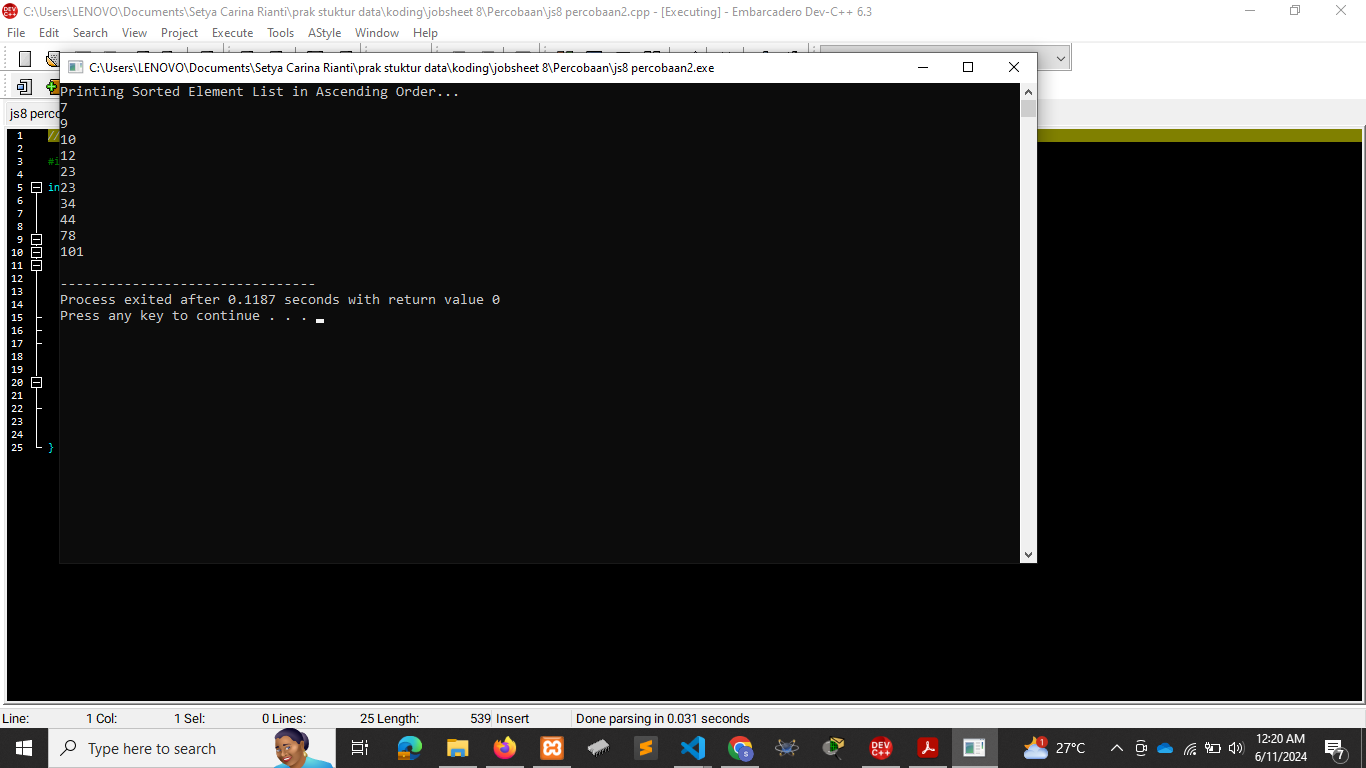 C:\Users\LENOVO\Documents\Setya Carina Rianti\prak stuktur data\koding\jobsheet 8\Percobaan\js8 percobaan2.cpp - [Executing] - Embarcadero Dev-C++ 6.3
File Edit Search View Project Execute Tools AStyle Window Help
C:\Users\LENOVO\Documents\Setya Carina Rianti\prak stuktur data\koding\jobsheet 8\Percobaan\js8 percobaan2.exe
Printing Sorted Element List in Ascending Order...
7
9
10
12
23
23
34
44
78
101
--------------------------------
Process exited after 0.1187 seconds with return value 0
Press any key to continue . . .
js8 perco
1 //
2
3 #i
4
5 in
6
7
8
9
10
11
12
13
14
15
16
17
18
19
20
21
22
23
24
25 }
Line: 1 Col: 1 Sel: 0 Lines: 25 Length: 539 Insert Done parsing in 0.031 seconds
Type here to search
DEV C++
1
27°C
12:20 AM
6/11/2024
7